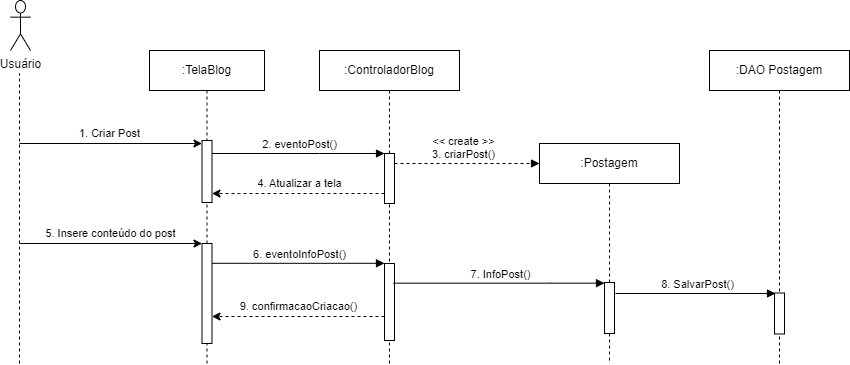 Usuário
:TelaBlog
:ControladorBlog
:DAO Postagem
1. Criar Post
2. eventoPost()
<< create >>
3. criarPost()
:Postagem
4. Atualizar a tela
5. Insere conteúdo do post
6. eventoInfoPost()
7. InfoPost()
8. SalvarPost()
9. confirmacaoCriacao()